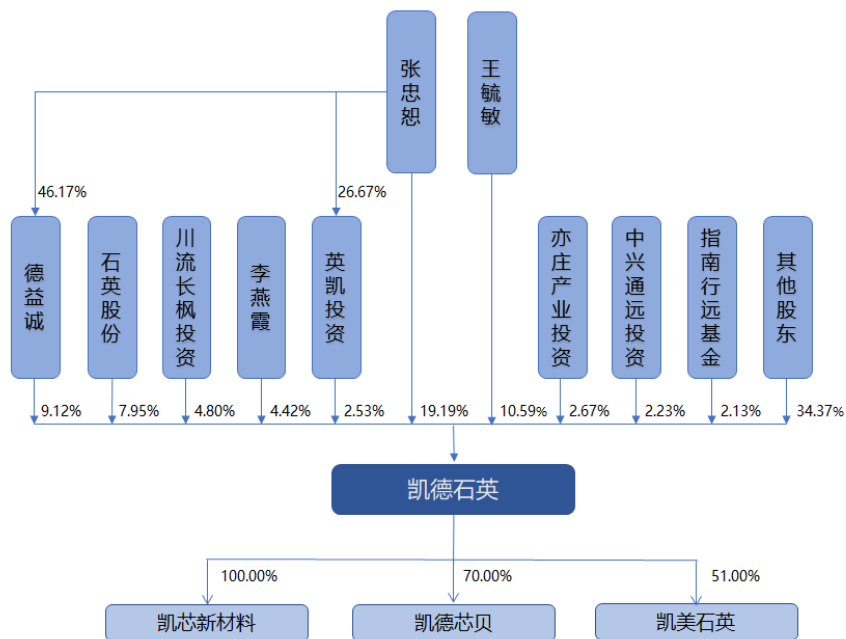 张忠恕
王毓敏
46.17%
26.67%
德益诚
石英股份
川流长枫投资
李燕霞
英凯投资
亦庄产业投资
中兴通远投资
指南行远基金
其他股东
9.12%
7.95%
4.80%
4.42%
2.53%
19.19%
10.59%
2.67%
2.23%
2.13%
34.37%
凯德石英
100.00%
70.00%
51.00%
凯芯新材料
凯德芯贝
凯美石英